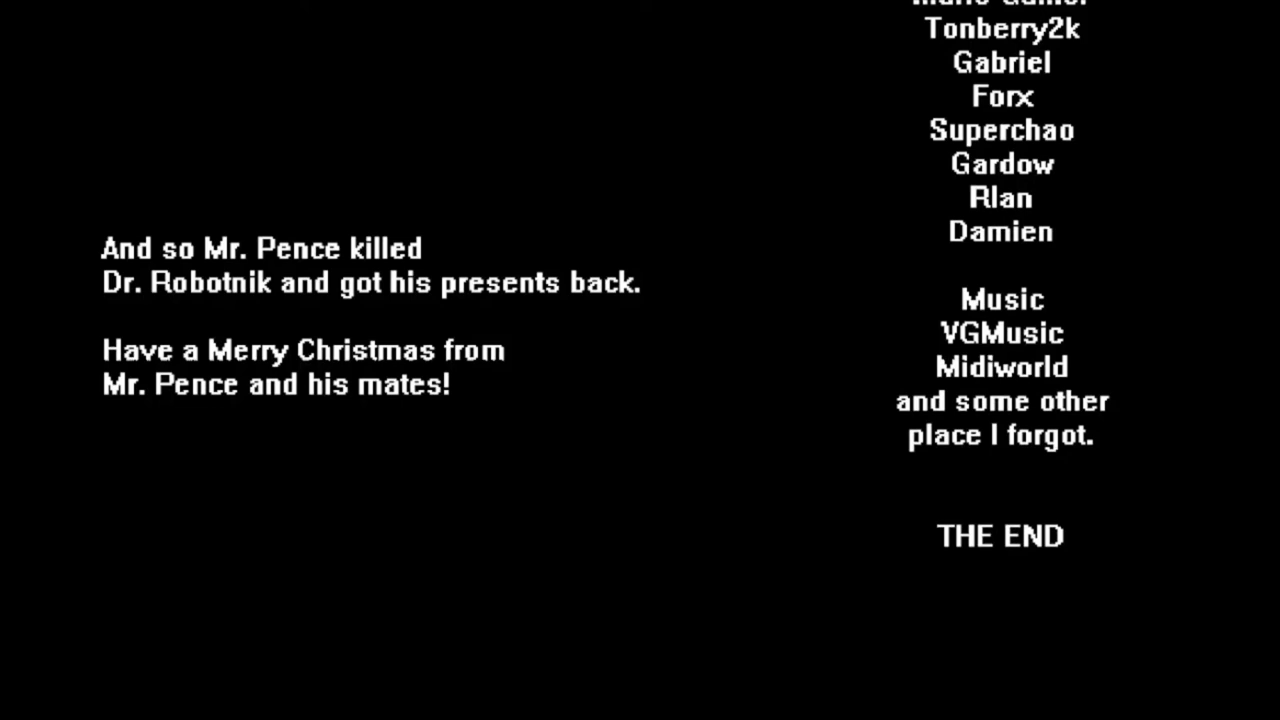 Tonberry2k
Gabriel
Forx
Superchao
Gardow
Rlan
Damien
And so Mr. Pence killed
Dr. Robotnik and got his presents back.
Have a Merry Christmas from
Mr. Pence and his mates!
Music
VGMusic
Midiworld
and some other
place I forgot.
THE END